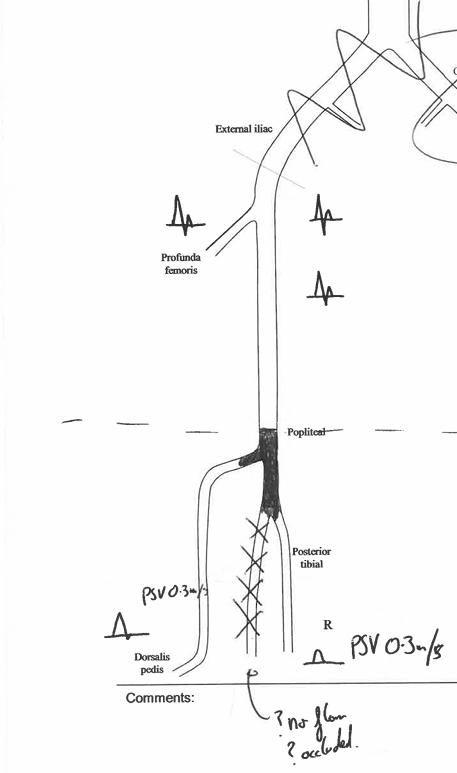 External iliac
Profunda
femoris
Popliteal
PSV 0.3m/s
Posterior
tibial
R
PSV 0.3m/s
Dorsalis
pedis
Comments:
? no flow
? occluded.